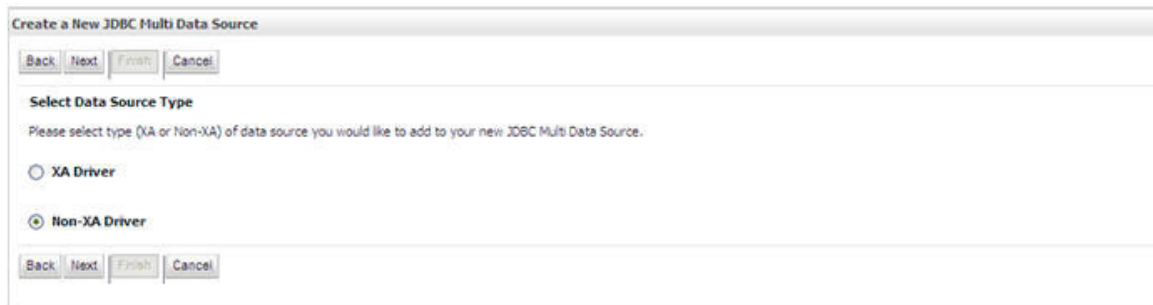 Create a New JDBC Multi Data Source
Back Next Finish Cancel
Select Data Source Type
Please select type (XA or Non-XA) of data source you would like to add to your new JDBC Multi Data Source.
XA Driver
Non-XA Driver
Back Next Finish Cancel